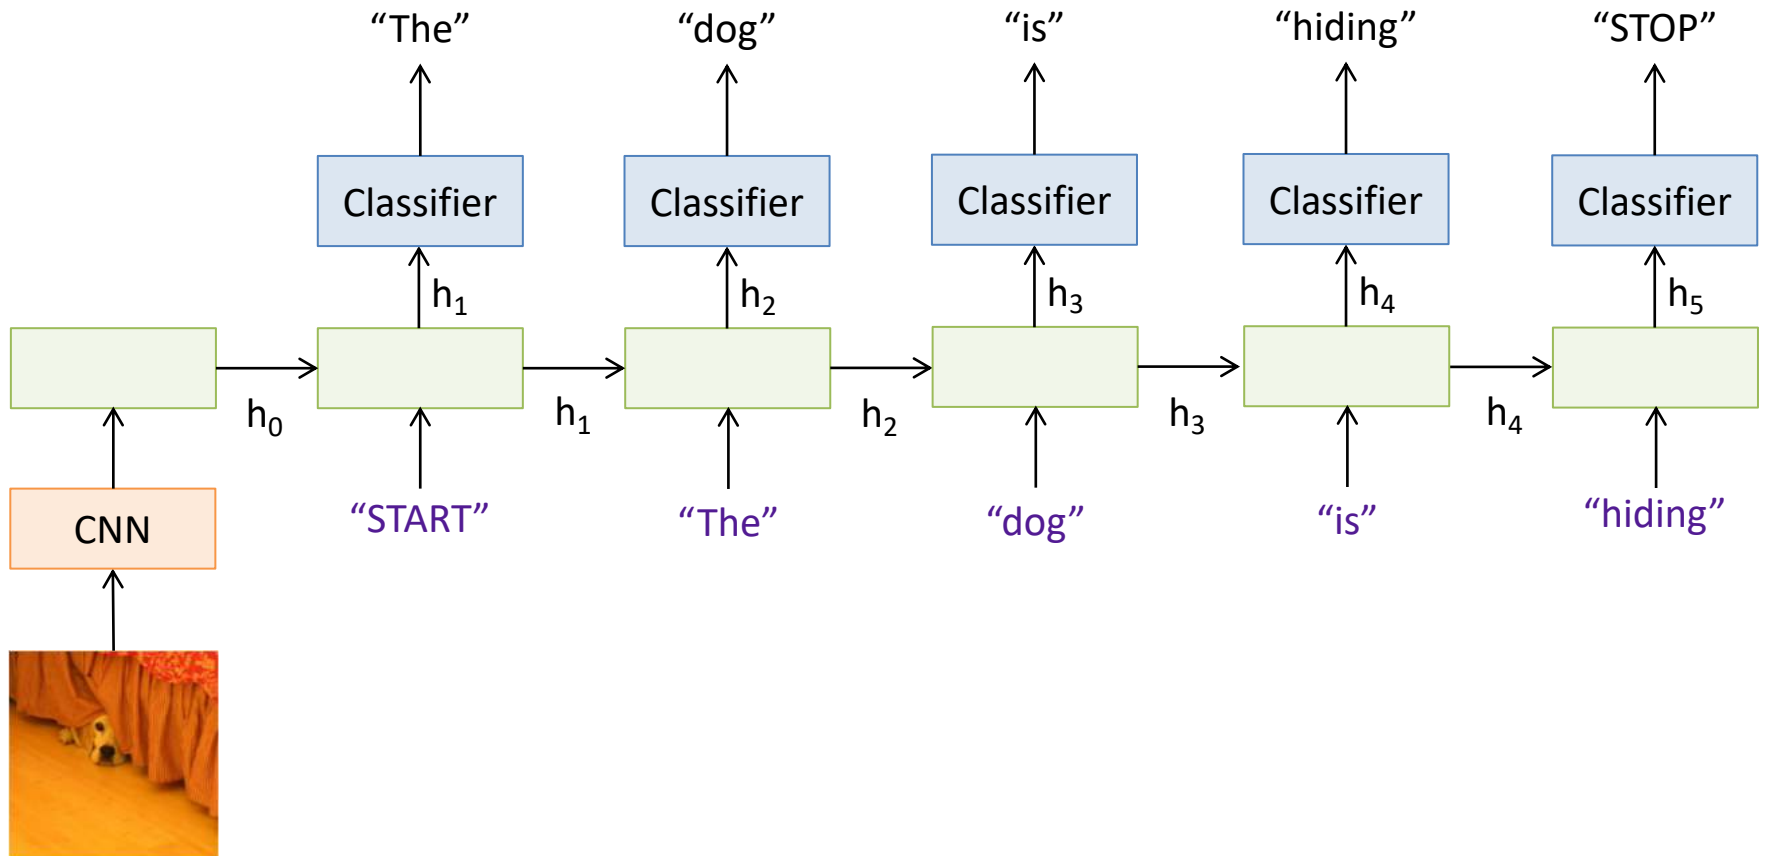 “The” “dog” “is” “hiding” “STOP”
Classifier Classifier Classifier Classifier Classifier
h₁ h₂ h₃ h₄ h₅
h₀ h₁ h₂ h₃ h₄
CNN “START” “The” “dog” “is” “hiding”